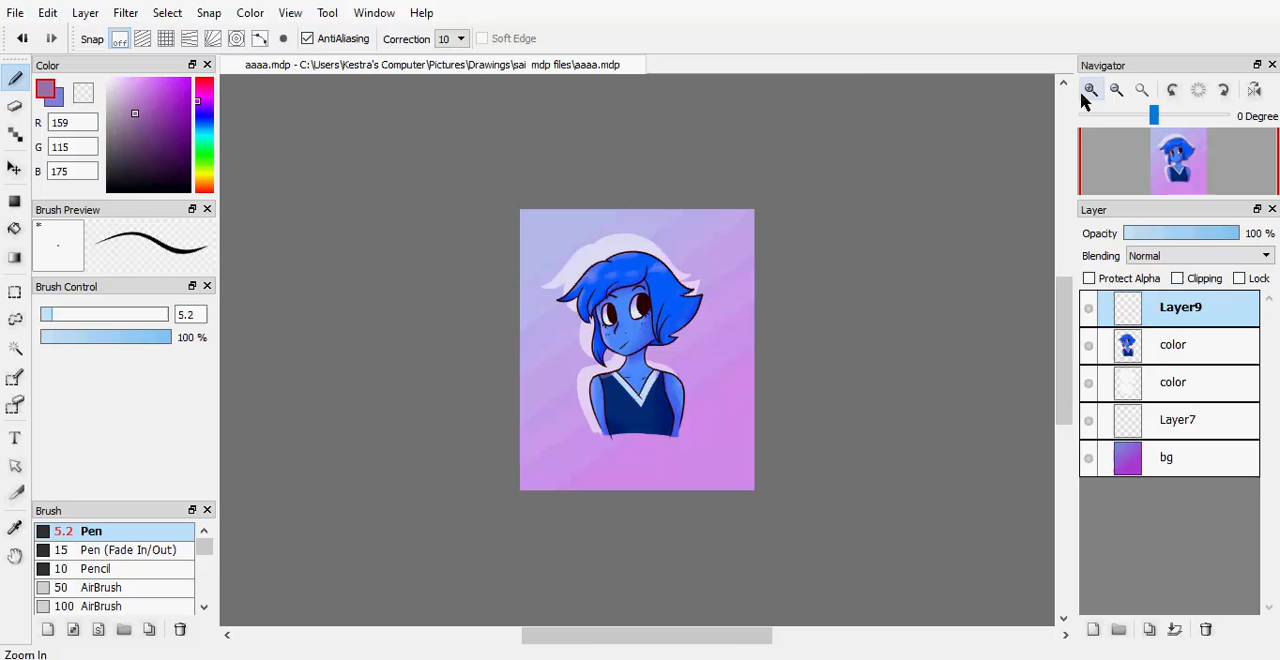 File Edit Layer Filter Select Snap Color View Tool Window Help
Snap off AntiAliasing Correction 10 Soft Edge
Color
aaaa.mdp - C:\Users\Kestra's Computer\Pictures\Drawings\sai mdp files\aaaa.mdp
Navigator
R 159
G 115
B 175
0 Degree
Brush Preview
*
Layer
Opacity 100 %
Blending Normal
Protect Alpha Clipping Lock
Brush Control
5.2
100 %
Layer9
color
color
Layer7
bg
Brush
5.2 Pen
15 Pen (Fade In/Out)
10 Pencil
50 AirBrush
100 AirBrush
T
Zoom In